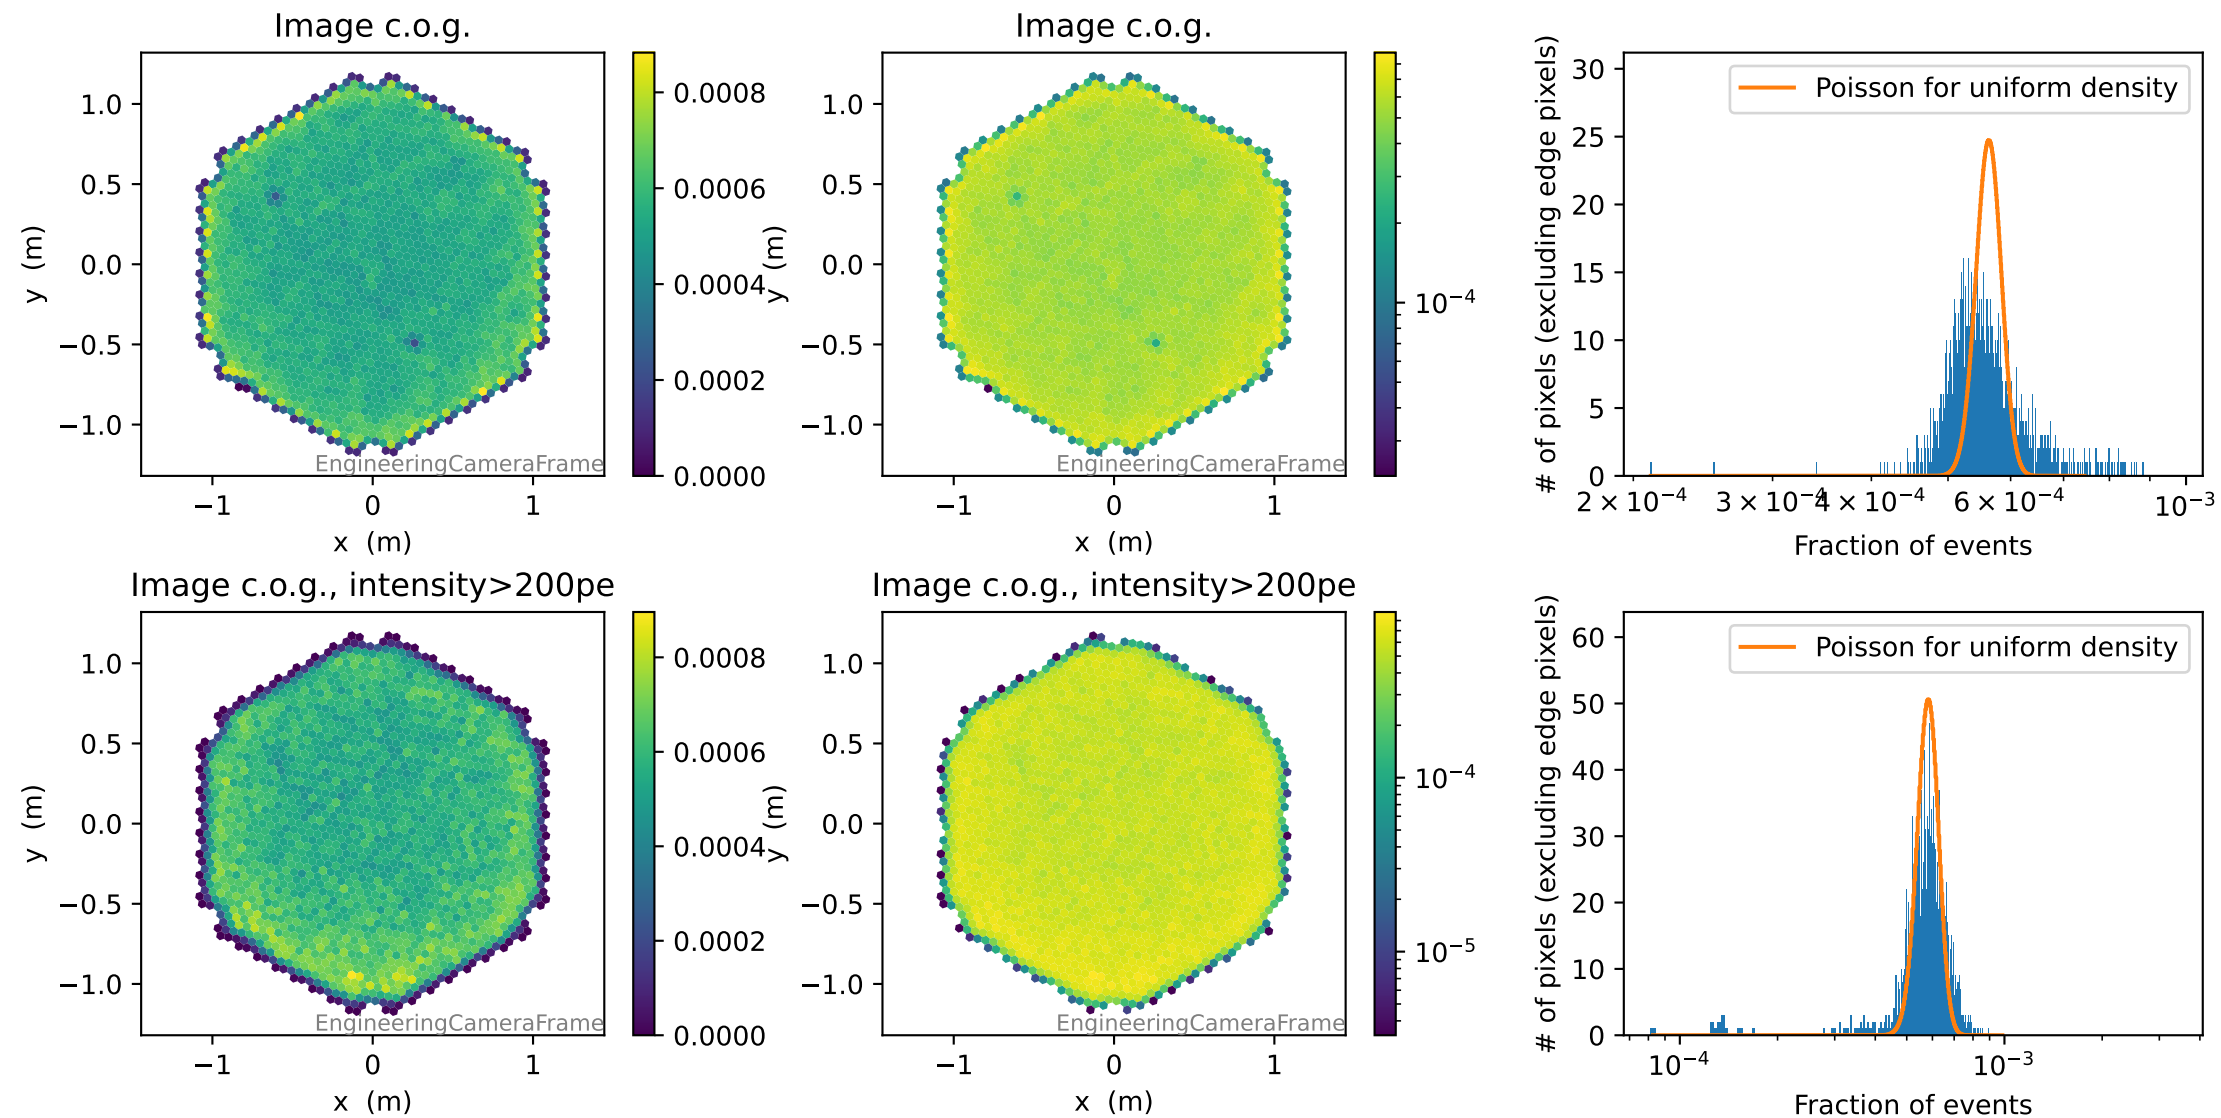 Image c.o.g.
1.0
0.5
0.0
−0.5
−1.0
y (m)
−1
0
1
x (m)
EngineeringCameraFrame
0.0008
0.0006
0.0004
0.0002
0.0000
Image c.o.g.
1.0
0.5
0.0
−0.5
−1.0
y (m)
−1
0
1
x (m)
EngineeringCameraFrame
10⁻⁴
30
25
20
15
10
5
0
# of pixels (excluding edge pixels)
Poisson for uniform density
2 × 10⁻⁴
3 × 10⁻⁴
4 × 10⁻⁴
6 × 10⁻⁴
10⁻³
Fraction of events
Image c.o.g., intensity>200pe
1.0
0.5
0.0
−0.5
−1.0
y (m)
−1
0
1
x (m)
EngineeringCameraFrame
0.0008
0.0006
0.0004
0.0002
0.0000
Image c.o.g., intensity>200pe
1.0
0.5
0.0
−0.5
−1.0
y (m)
−1
0
1
x (m)
EngineeringCameraFrame
10⁻⁴
10⁻⁵
60
50
40
30
20
10
0
# of pixels (excluding edge pixels)
Poisson for uniform density
10⁻⁴
10⁻³
Fraction of events